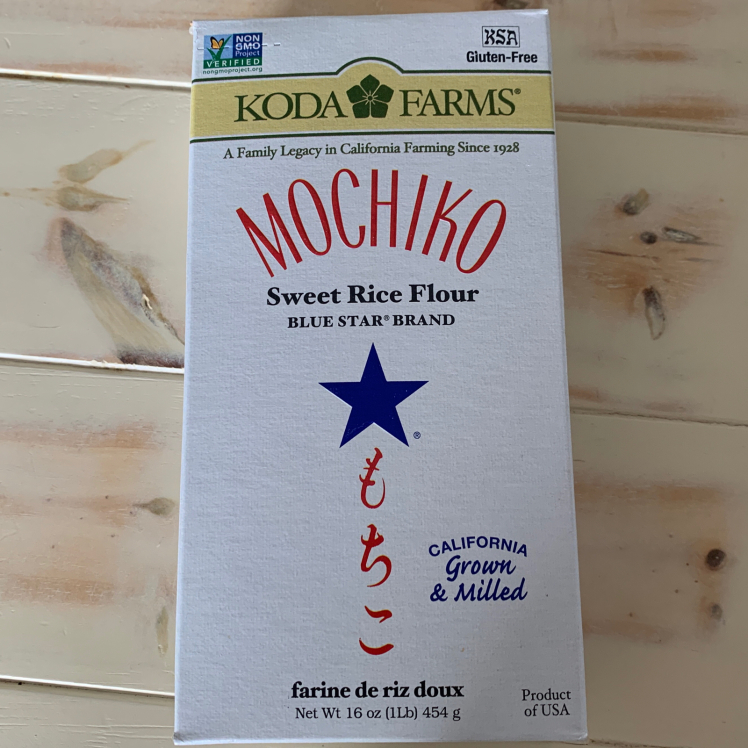 NON
GMO
Project
VERIFIED
nongmoproject.org
KSA
Gluten-Free
KODA FARMS®
A Family Legacy in California Farming Since 1928
MOCHIKO
Sweet Rice Flour
BLUE STAR® BRAND
®
もちこ
CALIFORNIA
Grown
& Milled
farine de riz doux
Net Wt 16 oz (1Lb) 454 g
Product
of USA